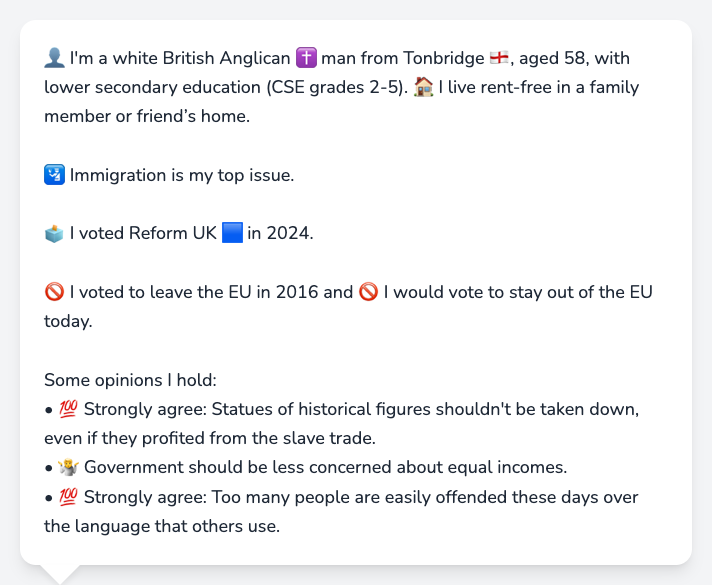 👤 I'm a white British Anglican ✝️ man from Tonbridge 🏴󠁧󠁢󠁥󠁮󠁧󠁿, aged 58, with
lower secondary education (CSE grades 2-5). 🏠 I live rent-free in a family
member or friend’s home.
🛂 Immigration is my top issue.
🗳️ I voted Reform UK 🟦 in 2024.
🚫 I voted to leave the EU in 2016 and 🚫 I would vote to stay out of the EU
today.
Some opinions I hold:
• 💯 Strongly agree: Statues of historical figures shouldn't be taken down,
even if they profited from the slave trade.
• 🤷 Government should be less concerned about equal incomes.
• 💯 Strongly agree: Too many people are easily offended these days over
the language that others use.